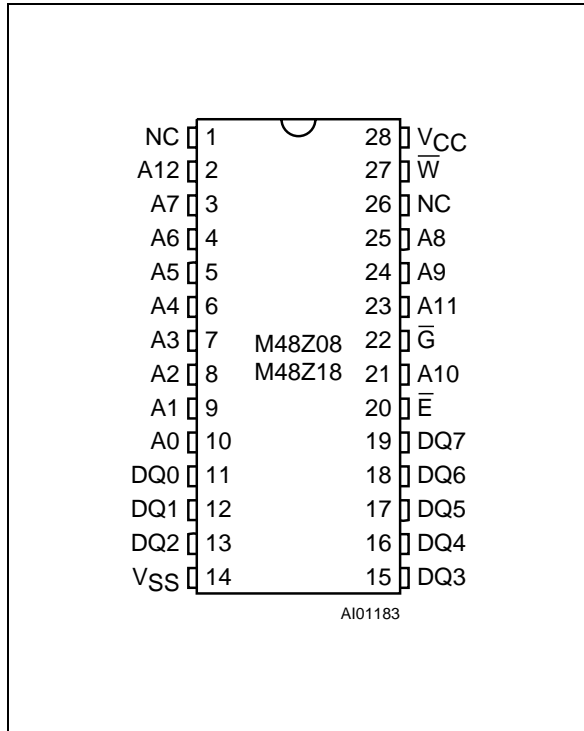 NC 1 28 VCC
A12 2 27 W̅
A7 3 26 NC
A6 4 25 A8
A5 5 24 A9
A4 6 23 A11
A3 7 M48Z08 22 G̅
A2 8 M48Z18 21 A10
A1 9 20 E̅
A0 10 19 DQ7
DQ0 11 18 DQ6
DQ1 12 17 DQ5
DQ2 13 16 DQ4
VSS 14 15 DQ3
AI01183